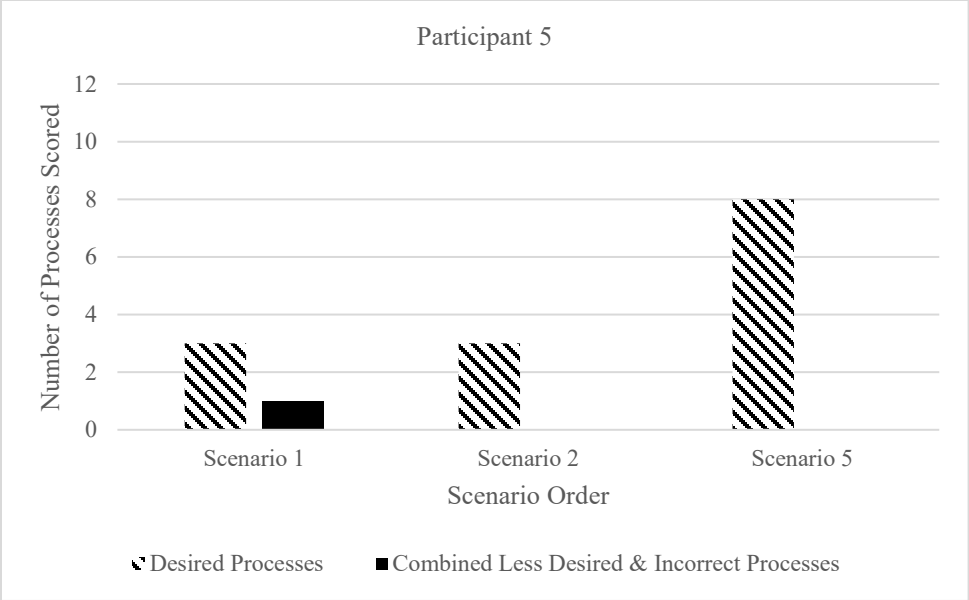 Participant 5
12
10
8
6
4
2
0
Number of Processes Scored
Scenario 1 Scenario 2 Scenario 5
Scenario Order
Desired Processes Combined Less Desired & Incorrect Processes